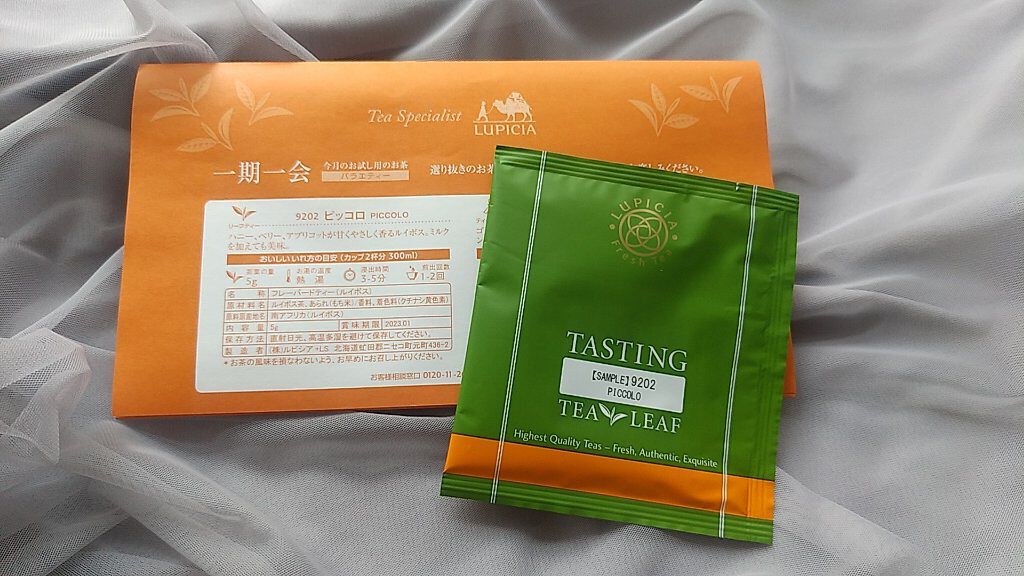 Tea Specialist LUPICIA
一期一会 今月のお試し用のお茶 バラエティー
選り抜きのお茶
ください。
9202 ピッコロ PICCOLO
リーフティー
ハニー、ベリー、アプリコットが甘くやさしく香るルイボス。ミルク
を加えても美味。
おいしいいれ方の目安(カップ2杯分 300ml)
茶葉の量 5g お湯の温度 熱湯 浸出時間 3-5分 煎出回数 1-2回
名称 フレーバードティー(ルイボス)
原材料名 ルイボス茶、あられ(もち米)/香料、着色料(クチナシ黄色素)
原料原産地名 南アフリカ(ルイボス)
内容量 5g 賞味期限 2023.01
保存方法 直射日光、高温多湿を避けて保存してください。
製造者 (株)ルピシア・LS 北海道虻田郡ニセコ町元町436-2
*お茶の風味を損なわないよう、お早めにお召し上がりください。
お客様相談窓口 0120-11-2
LUPICIA
Fresh Tea
TASTING
【SAMPLE】9202
PICCOLO
TEA LEAF
Highest Quality Teas – Fresh, Authentic, Exquisite